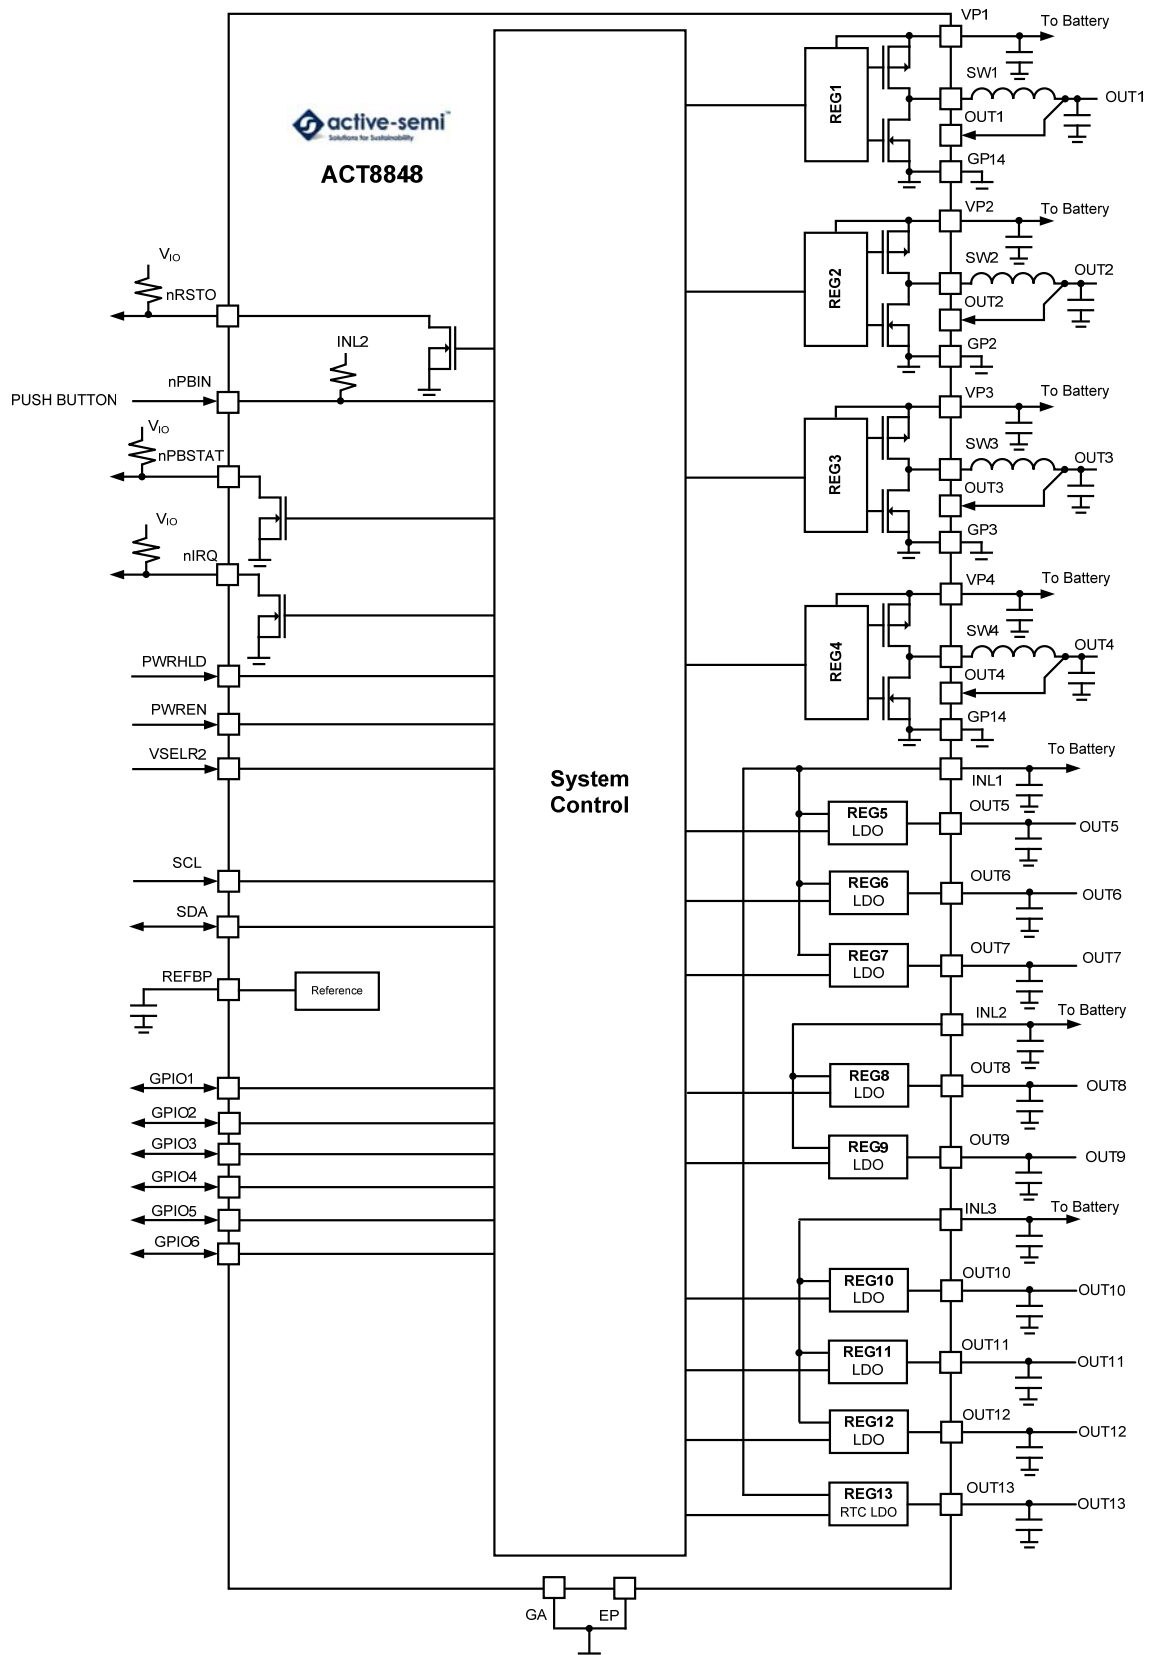 active-semi™
Solutions for Sustainability
ACT8848
System
Control
VIO
nRSTO
INL2
nPBIN
PUSH BUTTON
VIO
nPBSTAT
VIO
nIRQ
PWRHLD
PWREN
VSELR2
SCL
SDA
REFBP
Reference
GPIO1
GPIO2
GPIO3
GPIO4
GPIO5
GPIO6
REG1
VP1
To Battery
SW1
OUT1
OUT1
GP14
REG2
VP2
To Battery
SW2
OUT2
OUT2
GP2
REG3
VP3
To Battery
SW3
OUT3
OUT3
GP3
REG4
VP4
To Battery
SW4
OUT4
OUT4
GP14
To Battery
INL1
REG5
LDO
OUT5
OUT5
REG6
LDO
OUT6
OUT6
REG7
LDO
OUT7
OUT7
INL2
To Battery
REG8
LDO
OUT8
OUT8
REG9
LDO
OUT9
OUT9
INL3
To Battery
REG10
LDO
OUT10
OUT10
REG11
LDO
OUT11
OUT11
REG12
LDO
OUT12
OUT12
REG13
RTC LDO
OUT13
OUT13
GA
EP